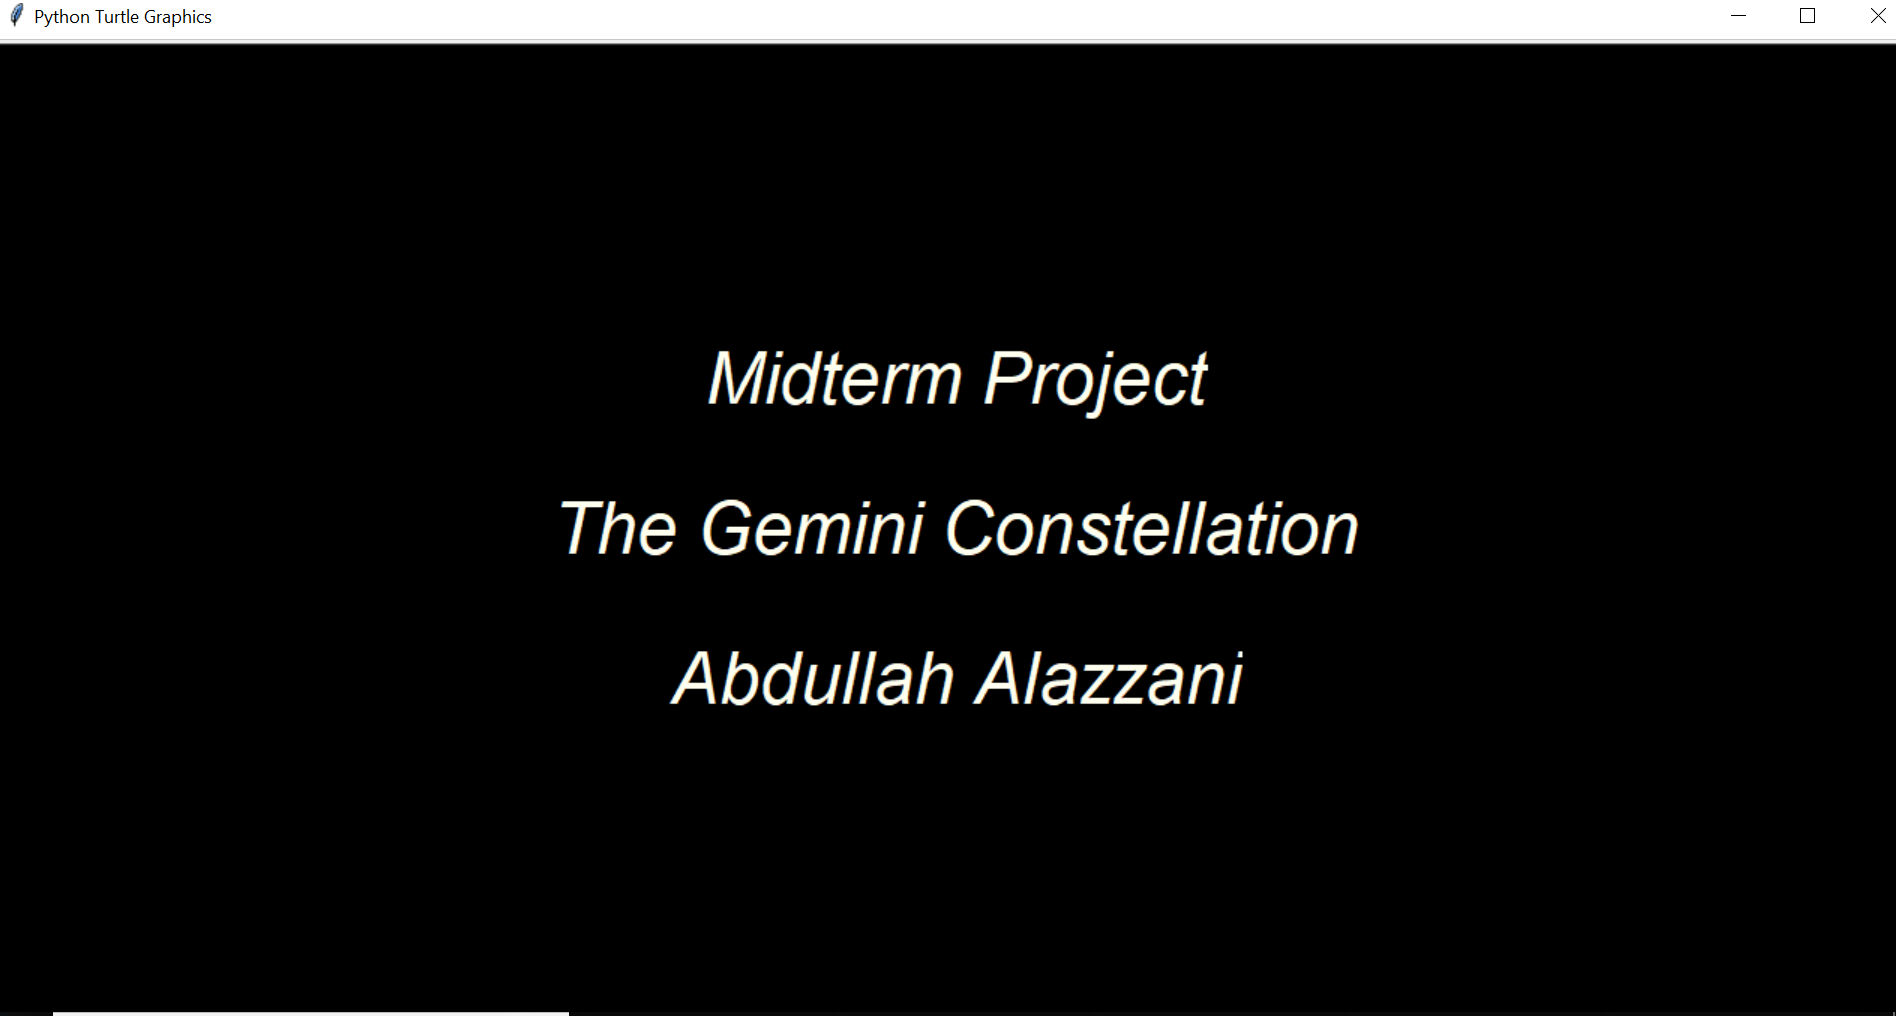 Python Turtle Graphics
Midterm Project
The Gemini Constellation
Abdullah Alazzani